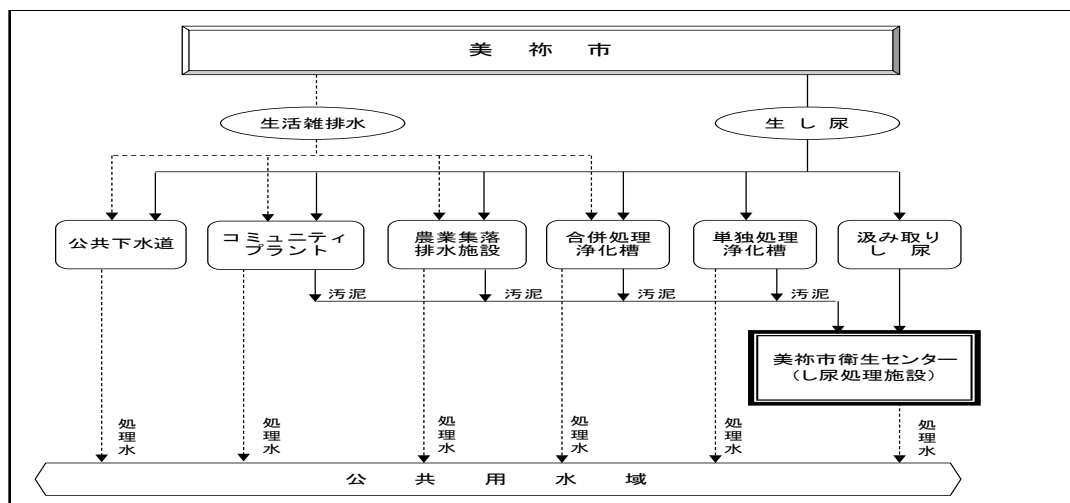 美祢市
生活雑排水
生し尿
公共下水道
コミュニティ
プラント
農業集落
排水施設
合併処理
浄化槽
単独処理
浄化槽
汲み取り
し尿
汚泥
汚泥
汚泥
汚泥
美祢市衛生センター
(し尿処理施設)
処理水
処理水
処理水
処理水
処理水
処理水
公共用水域